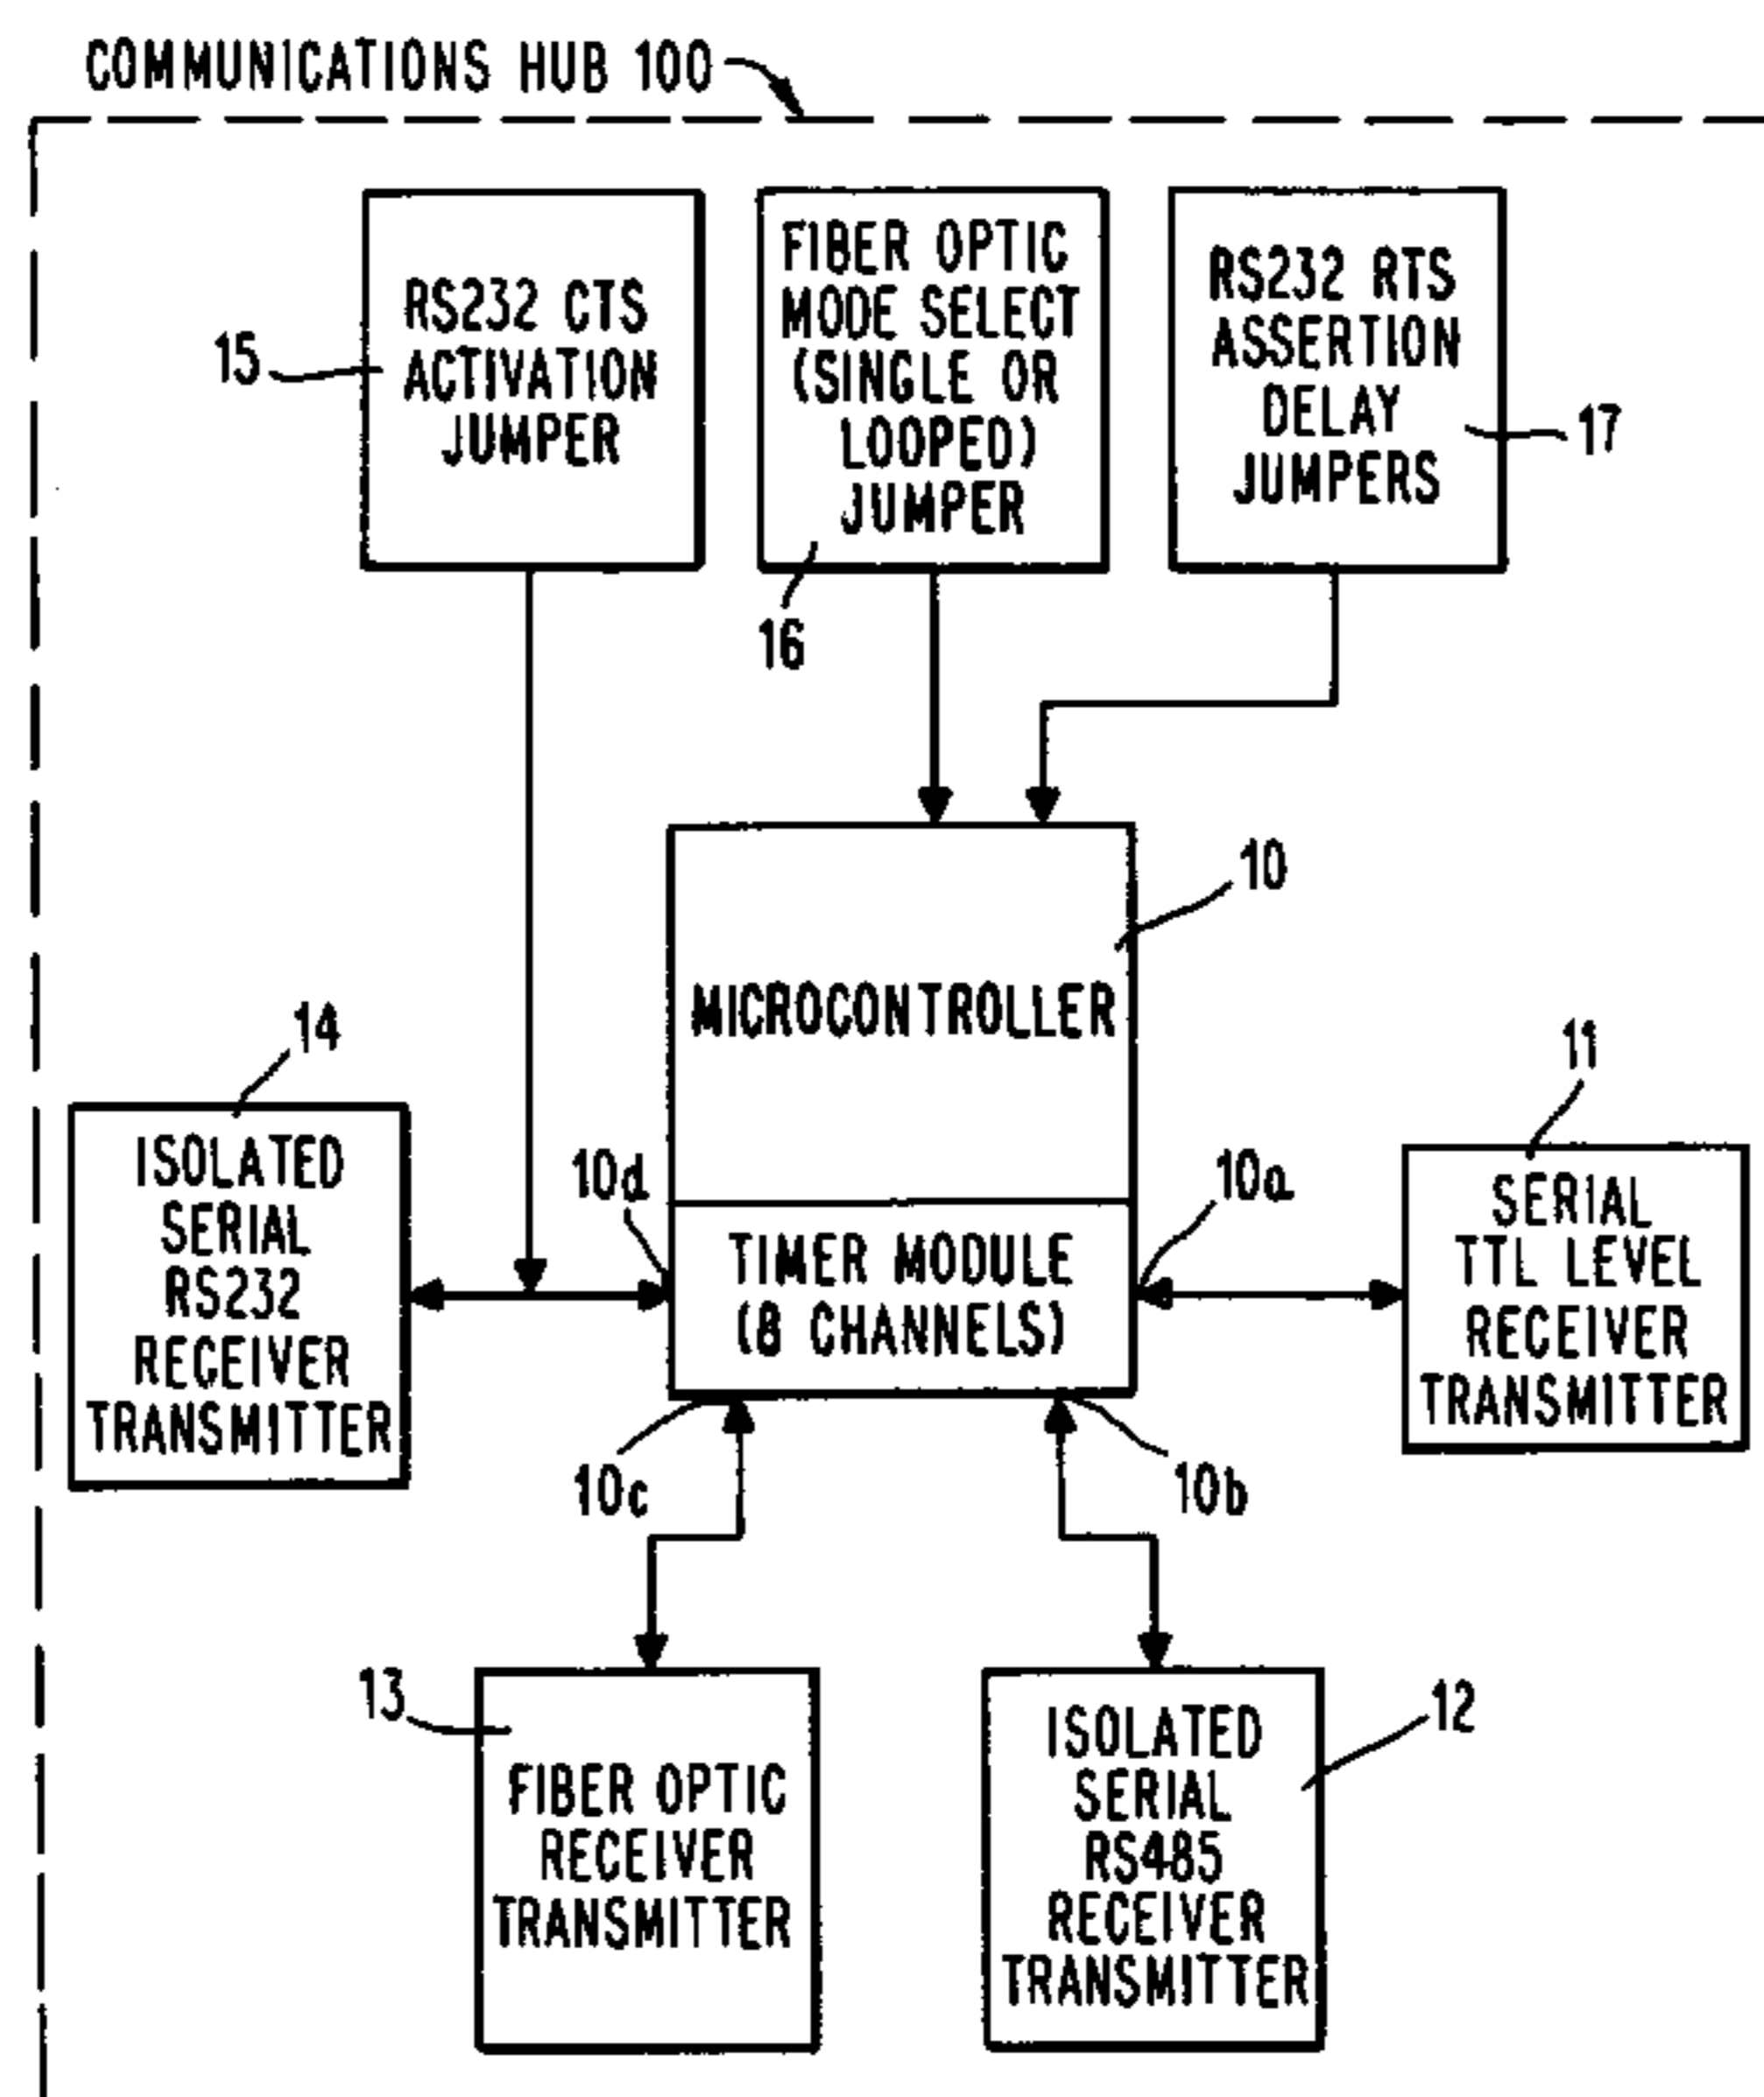 COMMUNICATIONS HUB 100
RS232 CTS
ACTIVATION
JUMPER
15
FIBER OPTIC
MODE SELECT
(SINGLE OR
LOOPED)
JUMPER
16
RS232 RTS
ASSERTION
DELAY
JUMPERS
17
10
MICROCONTROLLER
14
ISOLATED
SERIAL
RS232
RECEIVER
TRANSMITTER
10d
TIMER MODULE
(8 CHANNELS)
10a
11
SERIAL
TTL LEVEL
RECEIVER
TRANSMITTER
10c
10b
13
FIBER OPTIC
RECEIVER
TRANSMITTER
12
ISOLATED
SERIAL
RS485
RECEIVER
TRANSMITTER